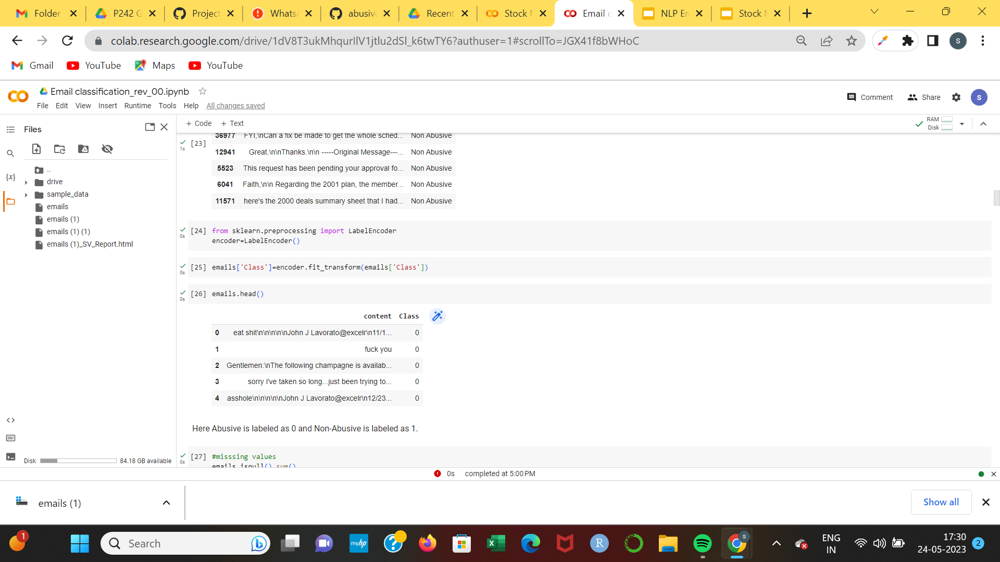 Folder
P242 G
Project
Whats
abusiv
Recent
Stock M
Email c
NLP En
Stock M
colab.research.google.com/drive/1dV8T3ukMhqurIlV1jtlu2dSl_k6twTY6?authuser=1#scrollTo=JGX41f8bWHoC
S
Gmail YouTube Maps YouTube
Email classification_rev_00.ipynb
File Edit View Insert Runtime Tools Help All changes saved
Comment Share S
Files
+ Code + Text
RAM
Disk
..
drive
sample_data
emails
emails (1)
emails (1) (1)
emails (1)_SV_Report.html
{x}
Disk 84.18 GB available
[23]
1s
36977 FYI,\nCan a fix be made to get the whole sched... Non Abusive
12941 Great.\n\nThanks.\n\n -----Original Message---... Non Abusive
5523 This request has been pending your approval fo... Non Abusive
6041 Faith,\n\n Regarding the 2001 plan, the member... Non Abusive
11571 here's the 2000 deals summary sheet that I had... Non Abusive
[24] from sklearn.preprocessing import LabelEncoder
0s
encoder=LabelEncoder()
[25] emails['Class']=encoder.fit_transform(emails['Class'])
0s
[26] emails.head()
0s
content Class
0 eat shit\n\n\n\n\nJohn J Lavorato@excelr\n11/1... 0
1 fuck you 0
2 Gentlemen:\nThe following champagne is availab... 0
3 sorry i've taken so long...just been trying to... 0
4 asshole\n\n\n\n\nJohn J Lavorato@excelr\n12/23... 0
Here Abusive is labeled as 0 and Non-Abusive is labeled as 1.
[27] #misssing values
0s
emails.isnull().sum()
0s completed at 5:00 PM
emails (1)
Show all
1
Search
myhp
?
X
R
S
ENG
IN
17:30
24-05-2023
2